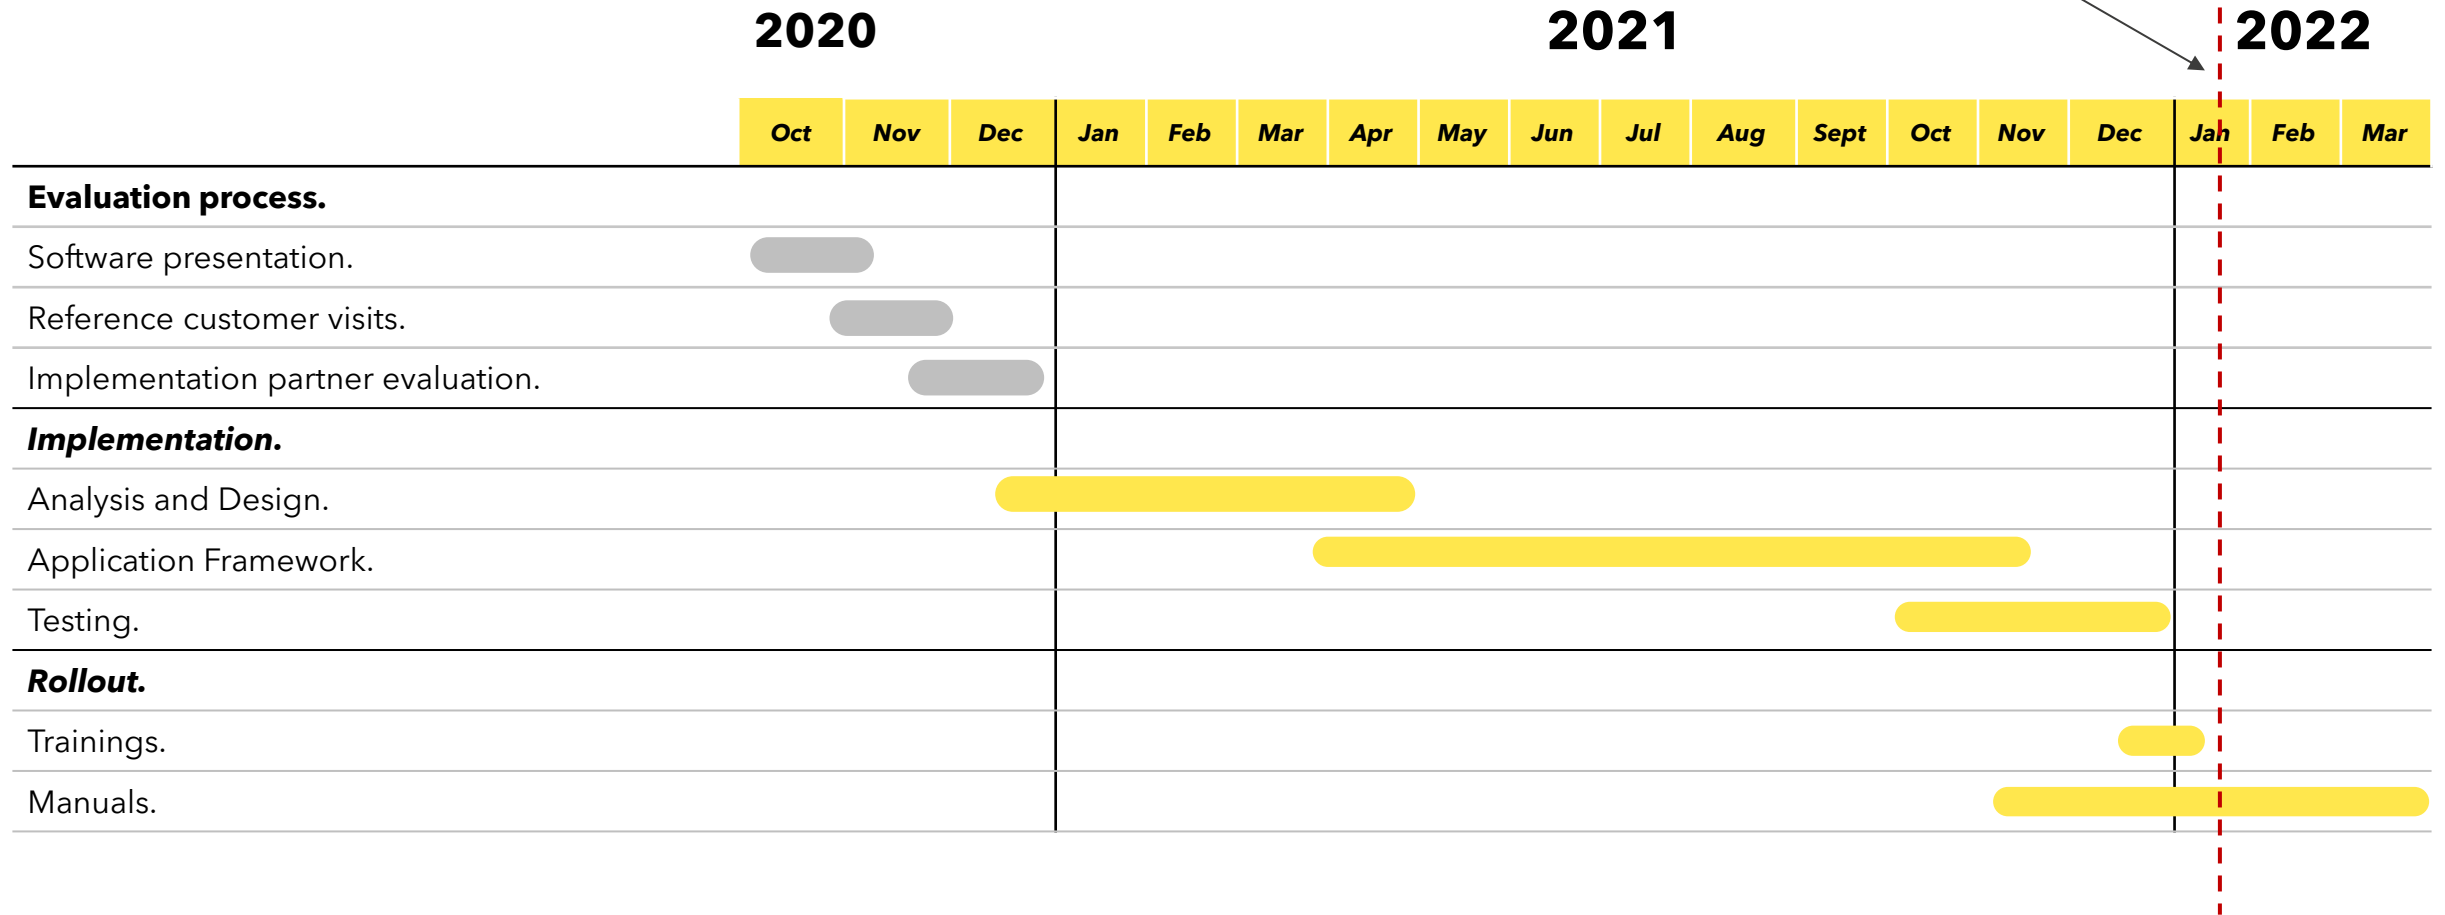 2020 2021 2022
Oct Nov Dec Jan Feb Mar Apr May Jun Jul Aug Sept Oct Nov Dec Jan Feb Mar
Evaluation process.
Software presentation.
Reference customer visits.
Implementation partner evaluation.
Implementation.
Analysis and Design.
Application Framework.
Testing.
Rollout.
Trainings.
Manuals.